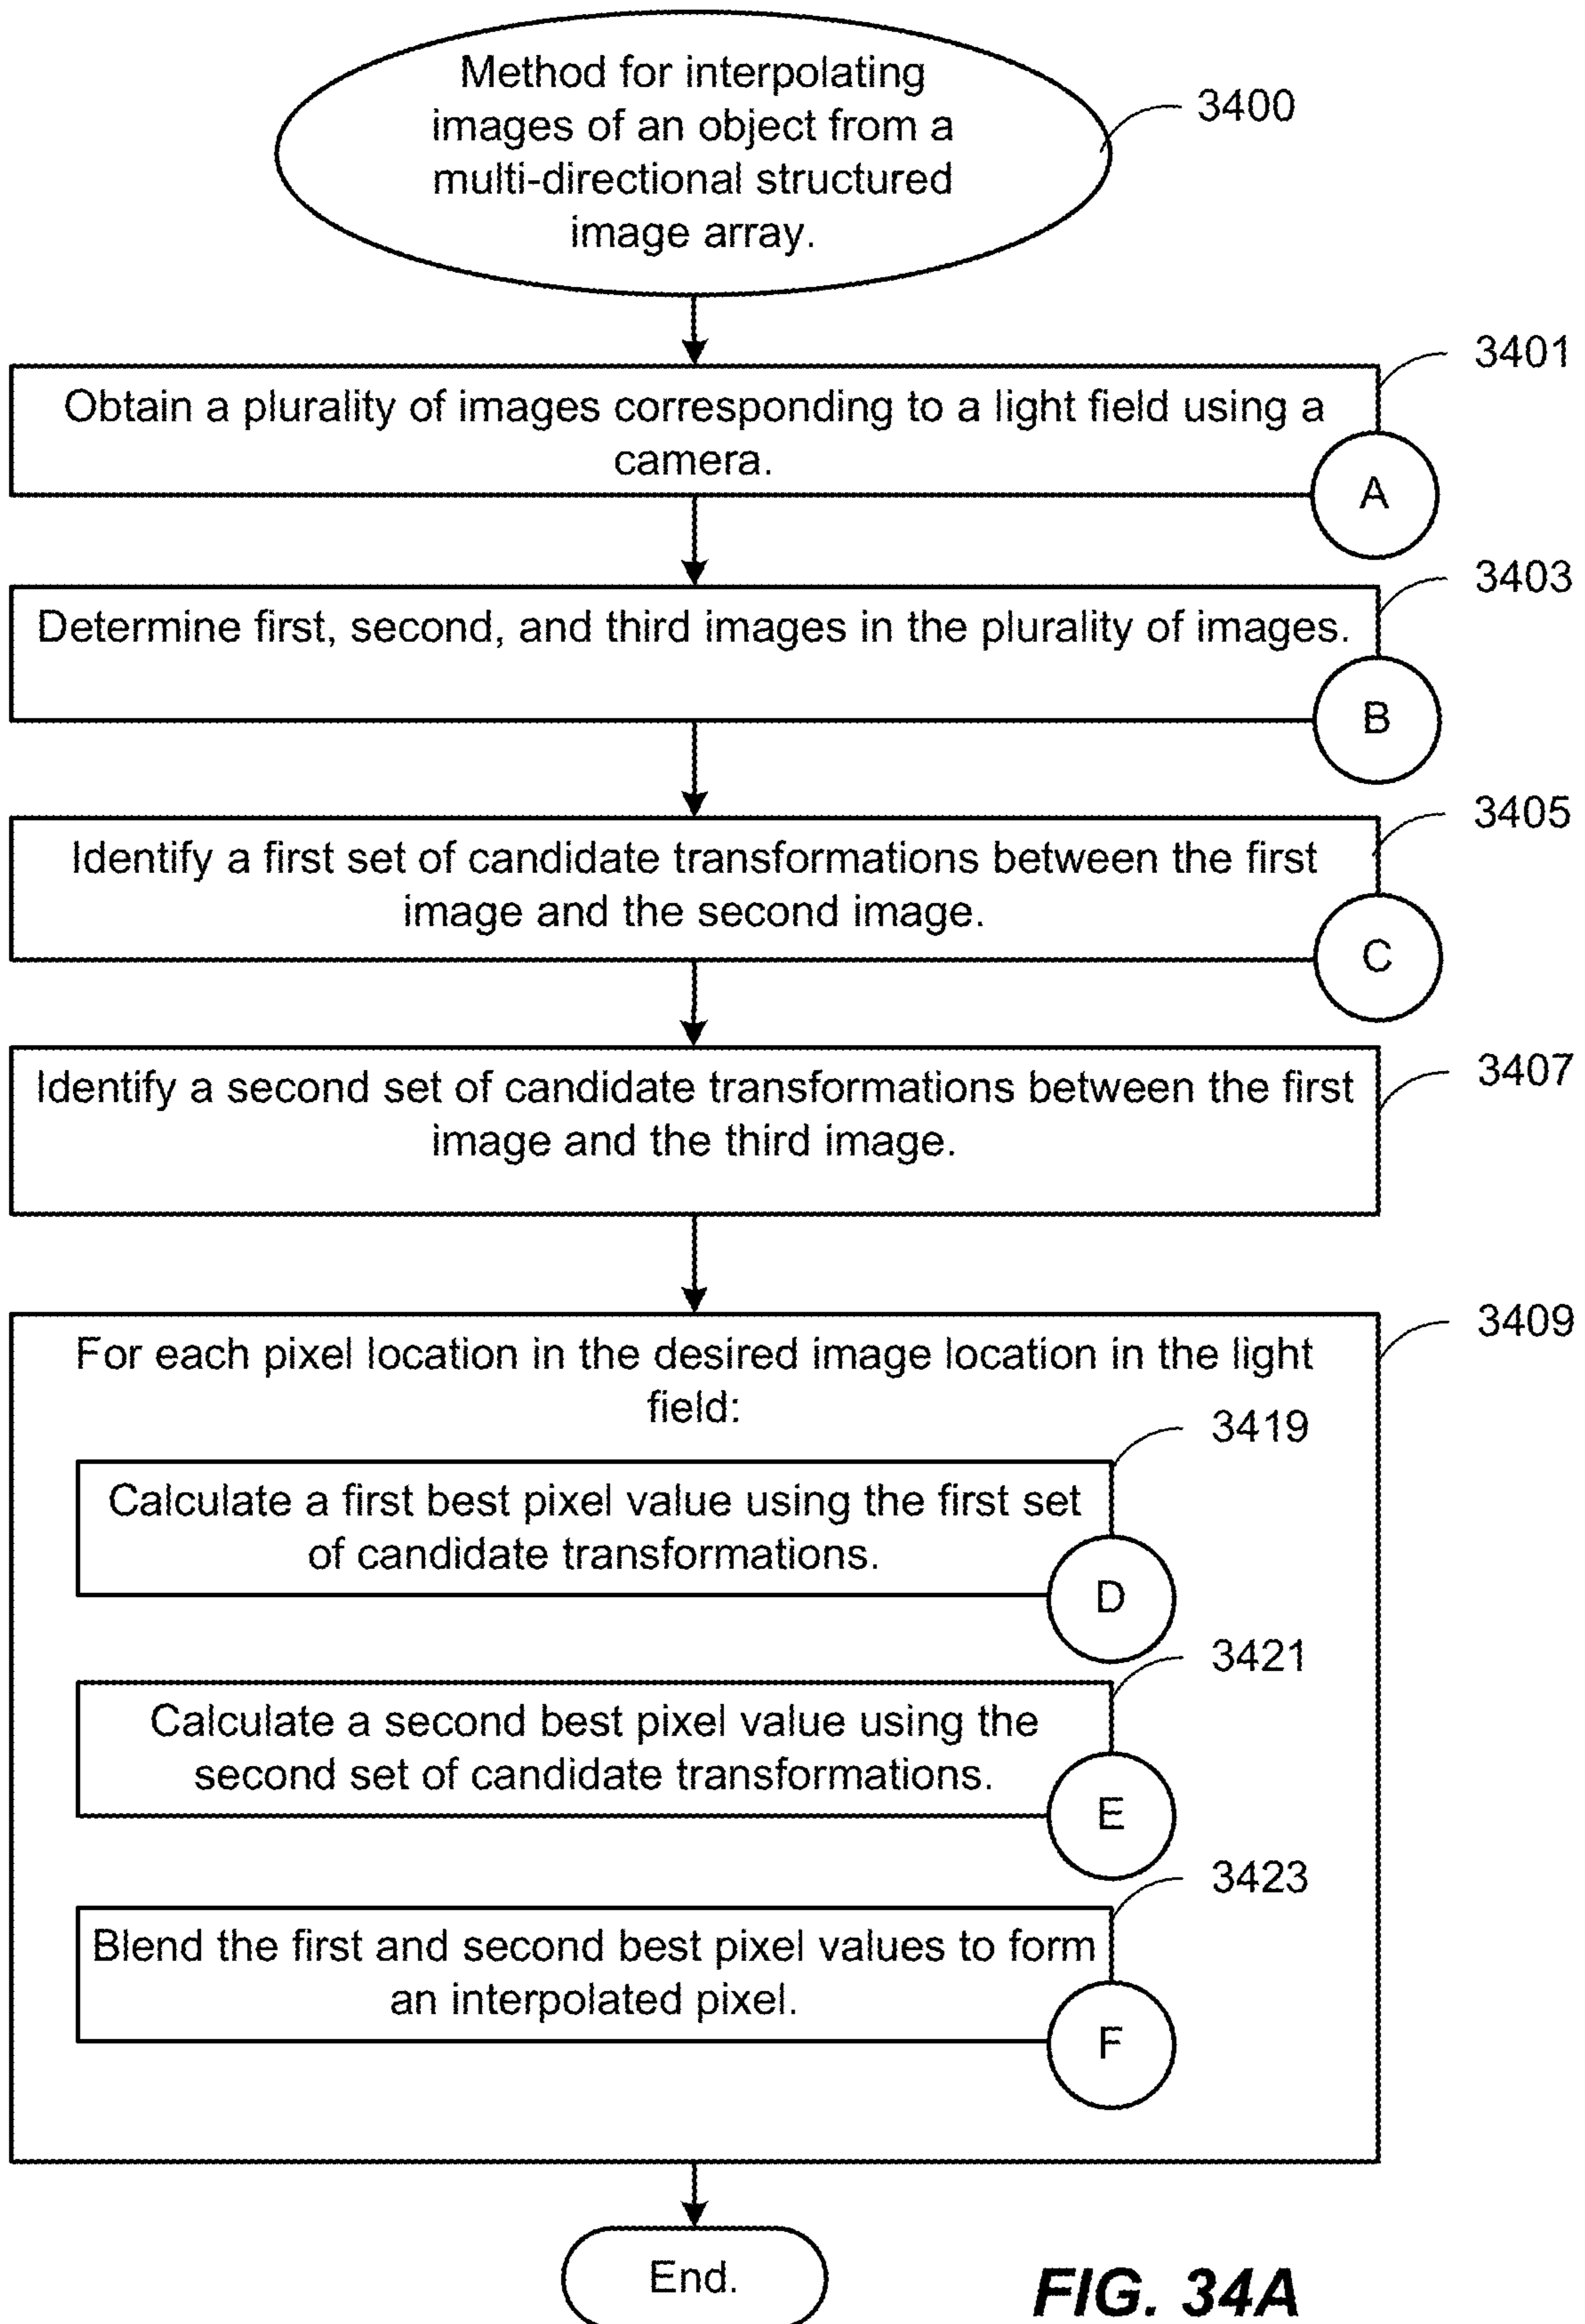 Method for interpolating
images of an object from a
multi-directional structured
image array.
3400
3401
Obtain a plurality of images corresponding to a light field using a
camera.
A
3403
Determine first, second, and third images in the plurality of images.
B
3405
Identify a first set of candidate transformations between the first
image and the second image.
C
3407
Identify a second set of candidate transformations between the first
image and the third image.
3409
For each pixel location in the desired image location in the light
field:
3419
Calculate a first best pixel value using the first set
of candidate transformations.
D
3421
Calculate a second best pixel value using the
second set of candidate transformations.
E
3423
Blend the first and second best pixel values to form
an interpolated pixel.
F
End.
FIG. 34A